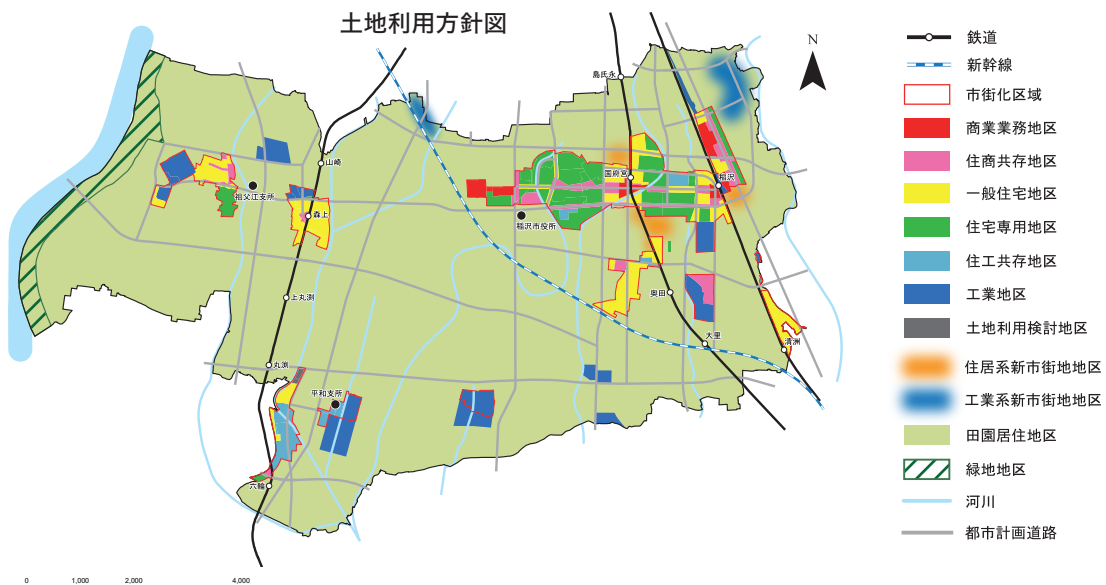 土地利用方針図
N
島氏永
山崎
国府宮
稲沢
祖父江支所
森上
稲沢市役所
上丸渕
奥田
大里
清洲
丸渕
平和支所
六輪
0 1,000 2,000 4,000
鉄道
新幹線
市街化区域
商業業務地区
住商共存地区
一般住宅地区
住宅専用地区
住工共存地区
工業地区
土地利用検討地区
住居系新市街地地区
工業系新市街地地区
田園居住地区
緑地地区
河川
都市計画道路